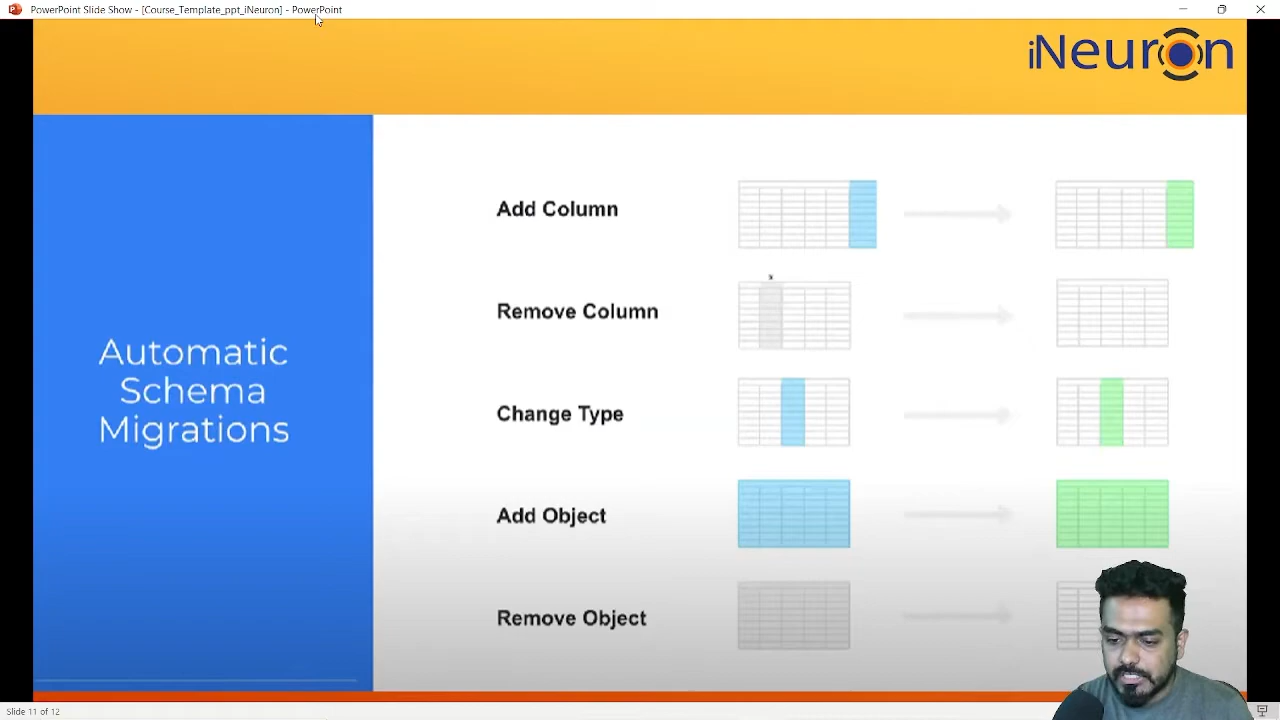 PowerPoint Slide Show - [Course_Template_ppt_iNeuron] - PowerPoint
iNeuron
Automatic
Schema
Migrations
Add Column
Remove Column
x
Change Type
Add Object
Remove Object
Slide 11 of 12